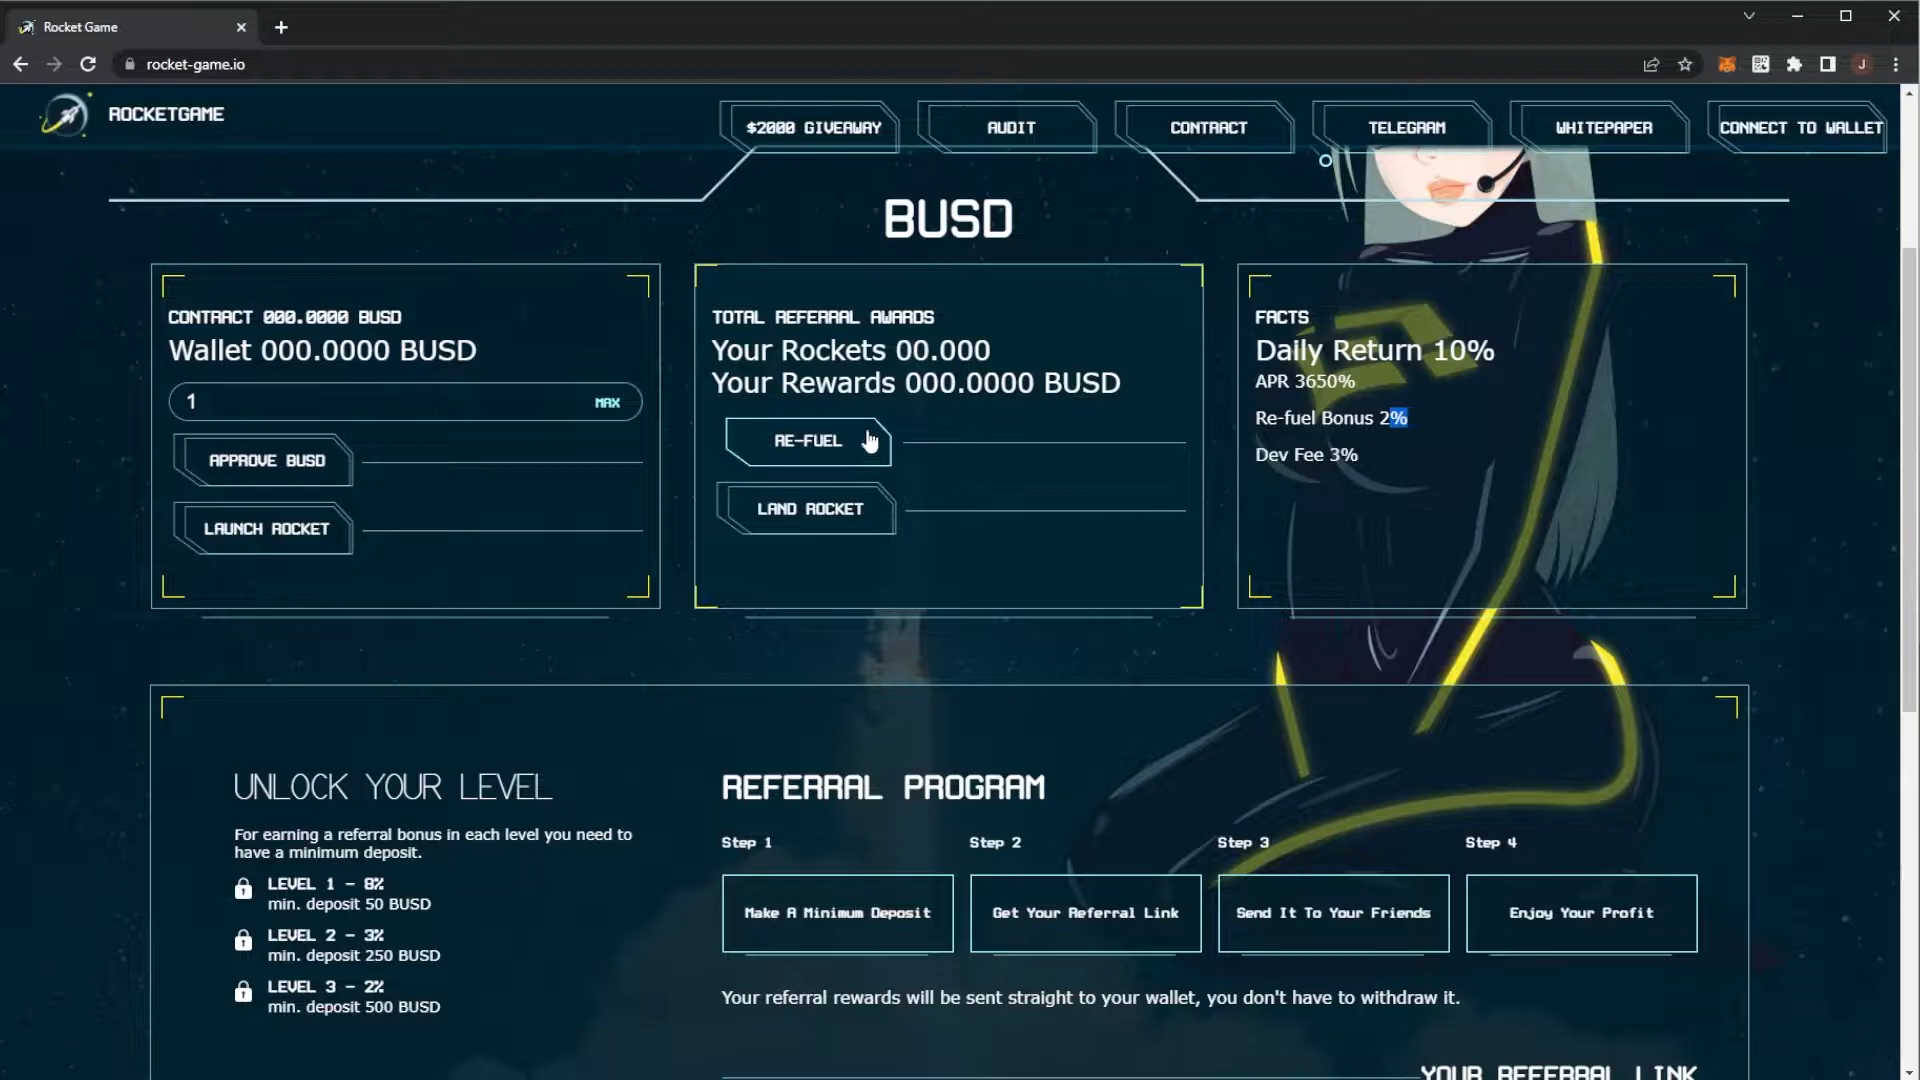 Rocket Game
rocket-game.io
J
ROCKETGAME
$2000 GIVEAWAY
AUDIT
CONTRACT
TELEGRAM
WHITEPAPER
CONNECT TO WALLET
BUSD
CONTRACT 000.0000 BUSD
Wallet 000.0000 BUSD
1
MAX
APPROVE BUSD
LAUNCH ROCKET
TOTAL REFERRAL AWARDS
Your Rockets 00.000
Your Rewards 000.0000 BUSD
RE-FUEL
LAND ROCKET
FACTS
Daily Return 10%
APR 3650%
Re-fuel Bonus 2%
Dev Fee 3%
UNLOCK YOUR LEVEL
For earning a referral bonus in each level you need to
have a minimum deposit.
LEVEL 1 - 8%
min. deposit 50 BUSD
LEVEL 2 - 3%
min. deposit 250 BUSD
LEVEL 3 - 2%
min. deposit 500 BUSD
REFERRAL PROGRAM
Step 1
Make A Minimum Deposit
Step 2
Get Your Referral Link
Step 3
Send It To Your Friends
Step 4
Enjoy Your Profit
Your referral rewards will be sent straight to your wallet, you don't have to withdraw it.
YOUR REFERRAL LINK